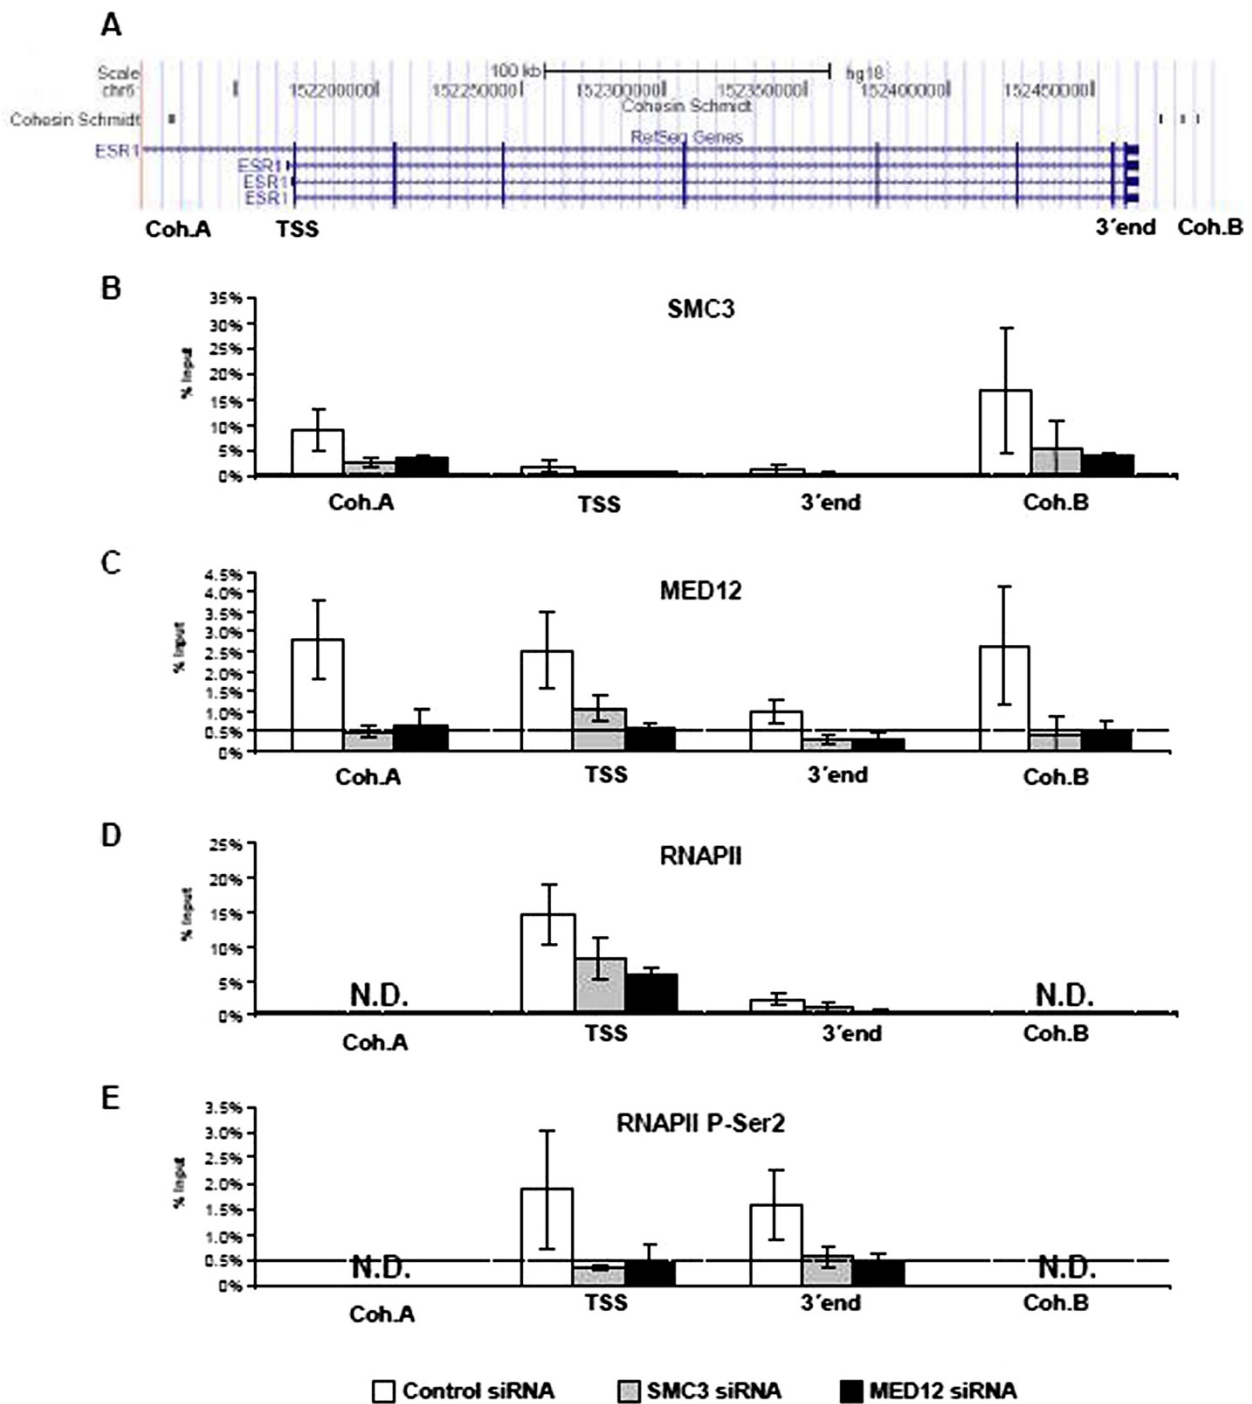 A
Scale 100 kb hg18
chr6: 152200000 152250000 152300000 152350000 152400000 152450000
Cohesin Schmidt
Cohesin Schmidt
RefSeq Genes
ESR1
ESR1
ESR1
ESR1
Coh.A TSS 3´end Coh.B
B
SMC3
% Input
35%
30%
25%
20%
15%
10%
5%
0%
Coh.A TSS 3´end Coh.B
C
MED12
% Input
4.5%
4.0%
3.5%
3.0%
2.5%
2.0%
1.5%
1.0%
0.5%
0%
Coh.A TSS 3´end Coh.B
D
RNAPII
% Input
25%
20%
15%
10%
5%
0%
N.D. N.D.
Coh.A TSS 3´end Coh.B
E
RNAPII P-Ser2
% Input
3.5%
3.0%
2.5%
2.0%
1.5%
1.0%
0.5%
0%
N.D. N.D.
Coh.A TSS 3´end Coh.B
Control siRNA SMC3 siRNA MED12 siRNA